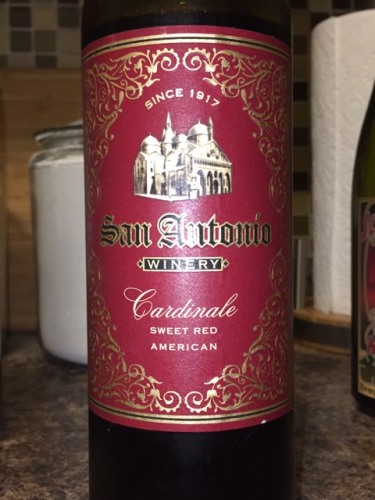 SINCE 1917
San Antonio
WINERY
Cardinale
SWEET RED
AMERICAN